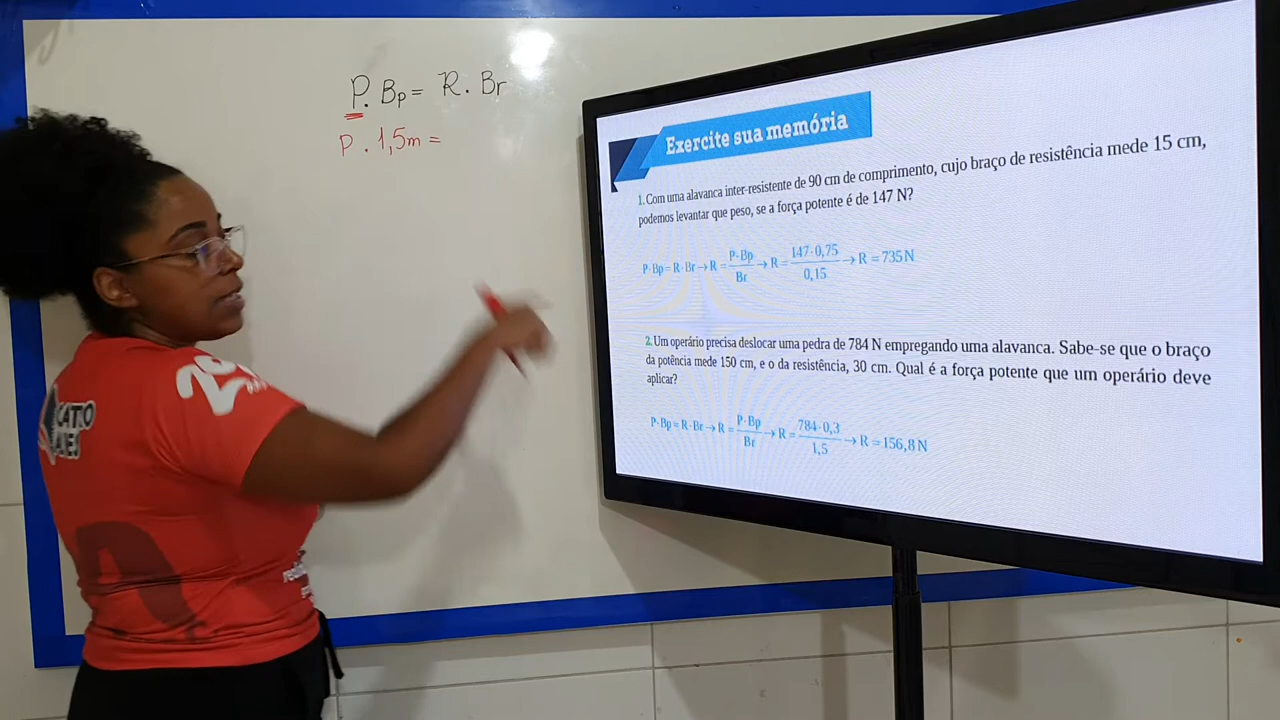 P. Bp = R. Br
P. 1,5m =
Exercite sua memória
1. Com uma alavanca inter-resistente de 90 cm de comprimento, cujo braço de resistência mede 15 cm,
podemos levantar que peso, se a força potente é de 147 N?
P·Bp = R·Br → R = P·Bp/Br → R = 147·0,75/0,15 → R = 735 N
2. Um operário precisa deslocar uma pedra de 784 N empregando uma alavanca. Sabe-se que o braço
da potência mede 150 cm, e o da resistência, 30 cm. Qual é a força potente que um operário deve
aplicar?
P·Bp = R·Br → R = P·Bp/Br → R = 784·0,3/1,5 → R = 156,8 N